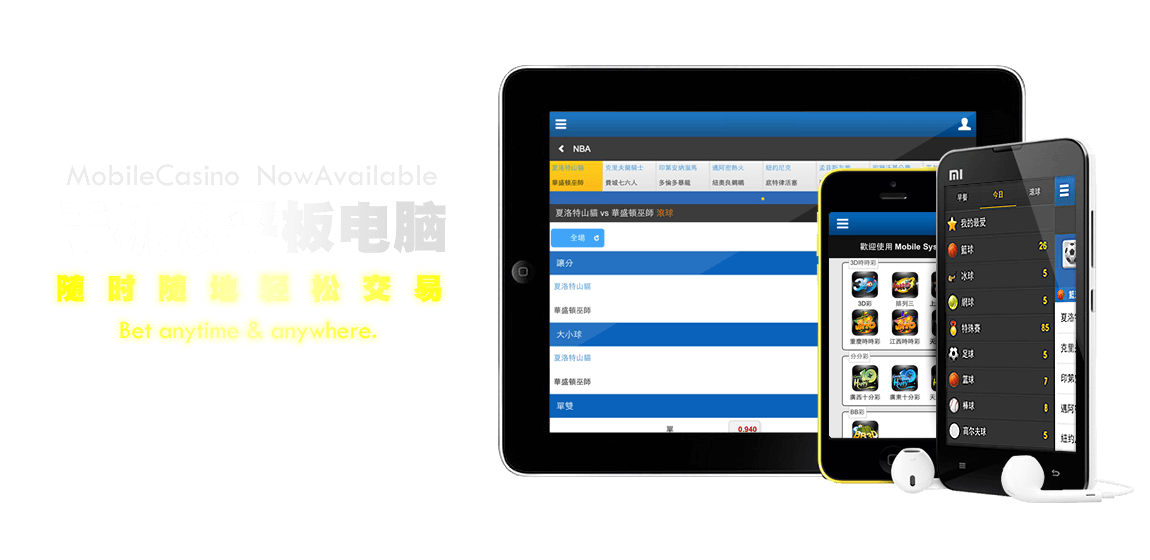 MobileCasino NowAvailable
板电脑
随时随地轻松交易
Bet anytime & anywhere.
NBA
夏洛特山貓 克里夫蘭騎士 印第安納溜馬 邁阿密熱火 紐約尼克
華盛頓巫師 費城七六人 多倫多暴龍 紐奧良鵜鶘 底特律活塞
夏洛特山貓 vs 華盛頓巫師 滾球
全場
讓分
夏洛特山貓
華盛頓巫師
大小球
夏洛特山貓
華盛頓巫師
單雙
單 0.940
歡迎使用 Mobile Sys
3D時時彩
3D彩 排列三
重慶時時彩 江西時時彩
分分彩
廣西十分彩 廣東十分彩
BB彩
BB3D
MI
早餐 今日 滾球
我的最愛
籃球 26
冰球 5
網球 5
特殊賽 85
足球 5
籃球 7
棒球 8
高尔夫球 5
籃
夏洛
克里
印第
邁阿
紐約